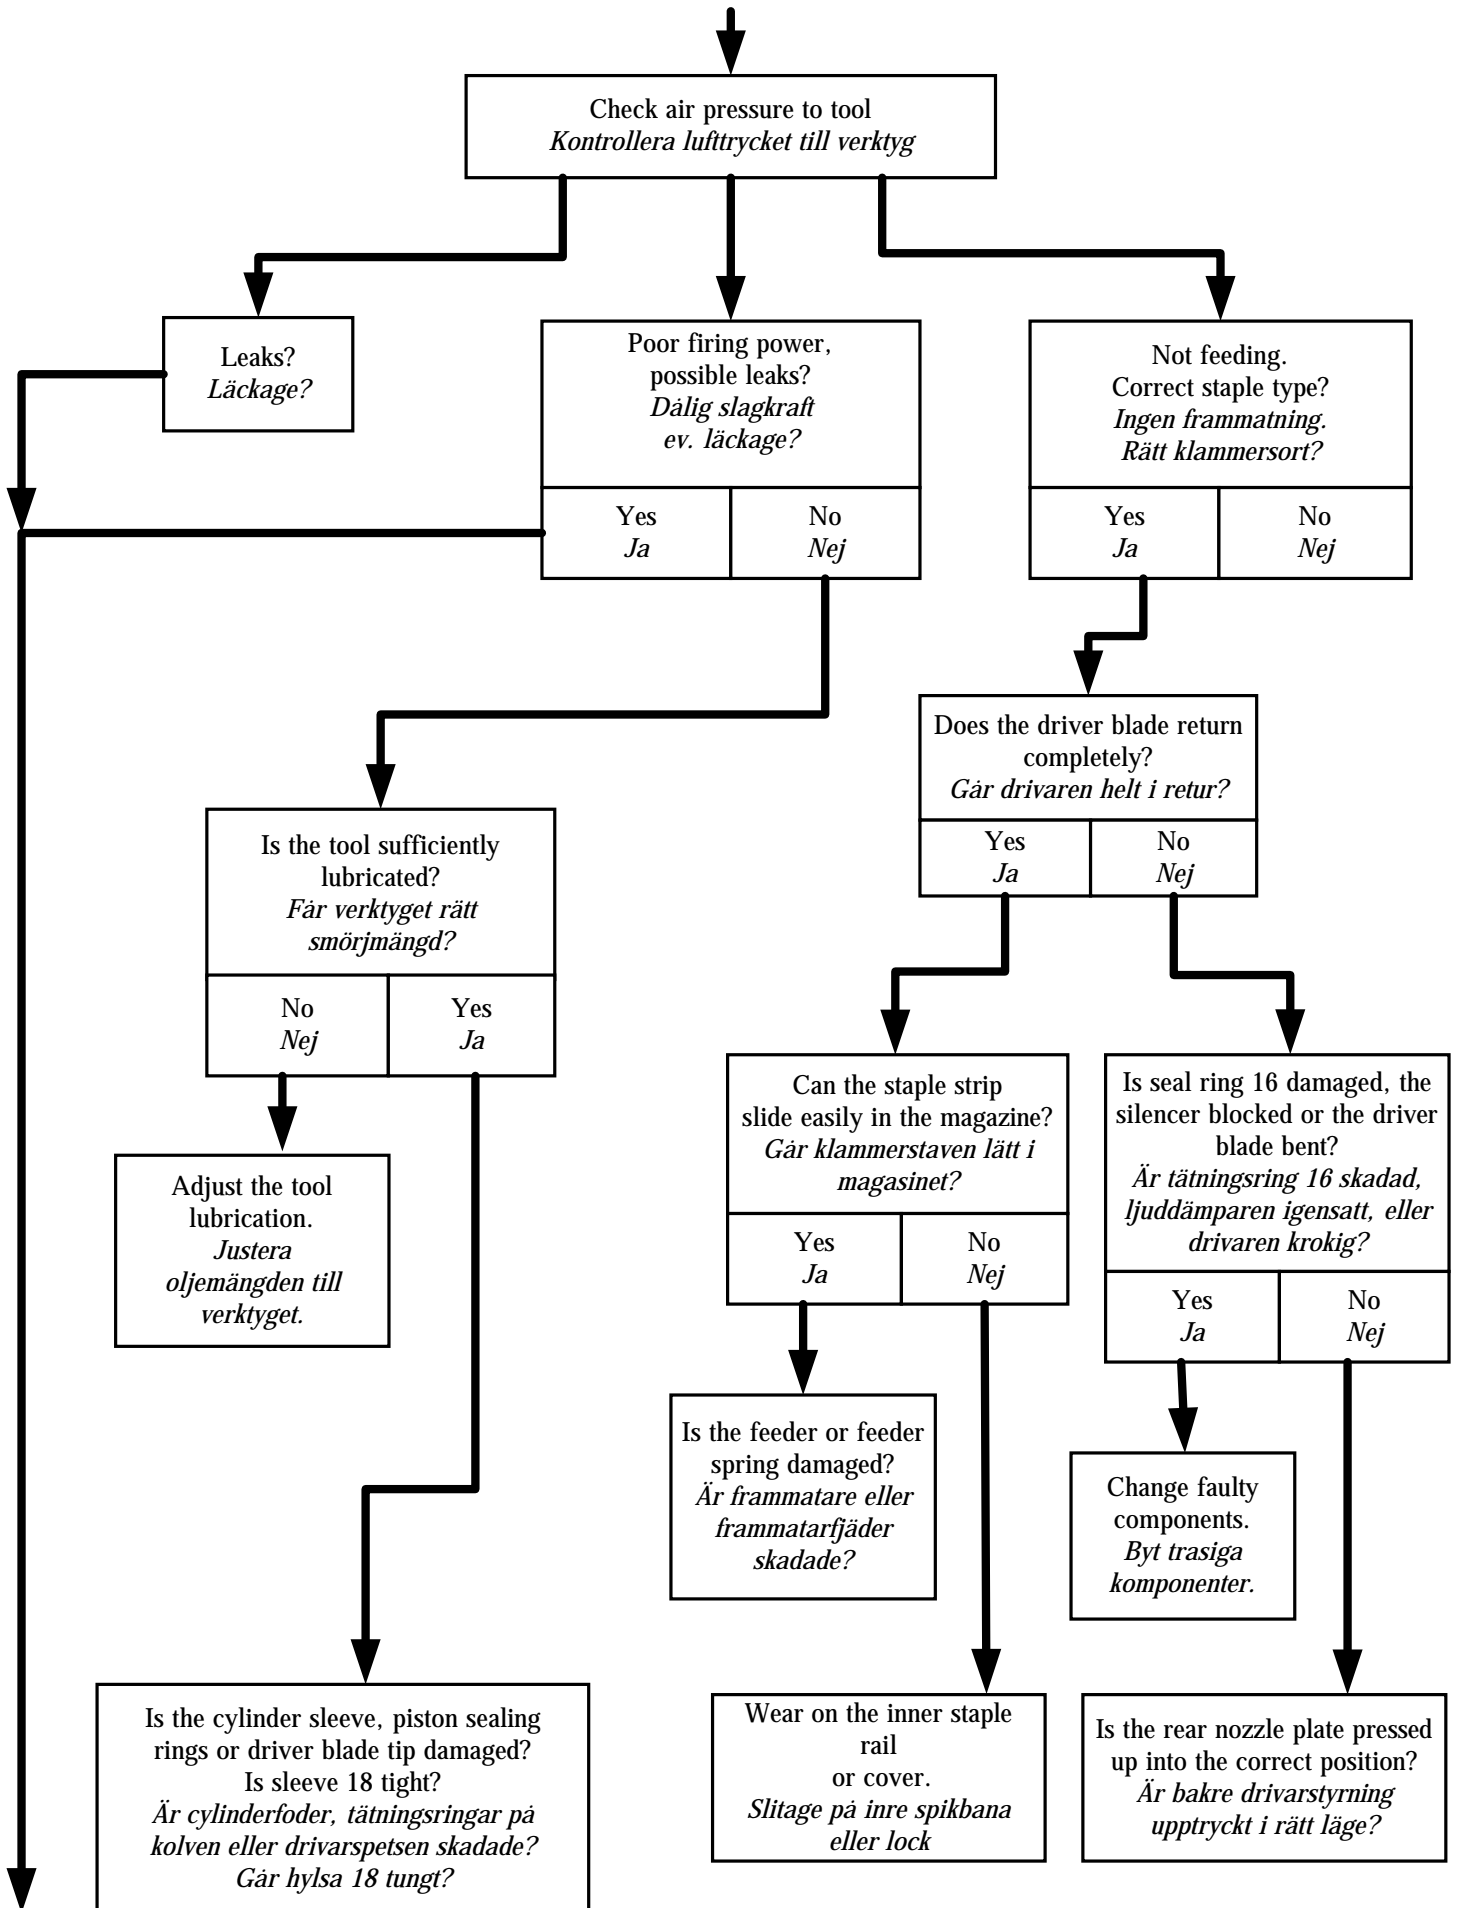 Check air pressure to tool
Kontrollera lufttrycket till verktyg
Leaks?
Läckage?
Poor firing power,
possible leaks?
Dålig slagkraft
ev. läckage?
Yes
Ja
No
Nej
Not feeding.
Correct staple type?
Ingen frammatning.
Rätt klammersort?
Yes
Ja
No
Nej
Does the driver blade return
completely?
Går drivaren helt i retur?
Yes
Ja
No
Nej
Is the tool sufficiently
lubricated?
Får verktyget rätt
smörjmängd?
No
Nej
Yes
Ja
Can the staple strip
slide easily in the magazine?
Går klammerstaven lätt i
magasinet?
Yes
Ja
No
Nej
Is seal ring 16 damaged, the
silencer blocked or the driver
blade bent?
Är tätningsring 16 skadad,
ljuddämparen igensatt, eller
drivaren krokig?
Yes
Ja
No
Nej
Adjust the tool
lubrication.
Justera
oljemängden till
verktyget.
Is the feeder or feeder
spring damaged?
Är frammatare eller
frammatarfjäder
skadade?
Change faulty
components.
Byt trasiga
komponenter.
Is the cylinder sleeve, piston sealing
rings or driver blade tip damaged?
Is sleeve 18 tight?
Är cylinderfoder, tätningsringar på
kolven eller drivarspetsen skadade?
Går hylsa 18 tungt?
Wear on the inner staple
rail
or cover.
Slitage på inre spikbana
eller lock
Is the rear nozzle plate pressed
up into the correct position?
Är bakre drivarstyrning
upptryckt i rätt läge?